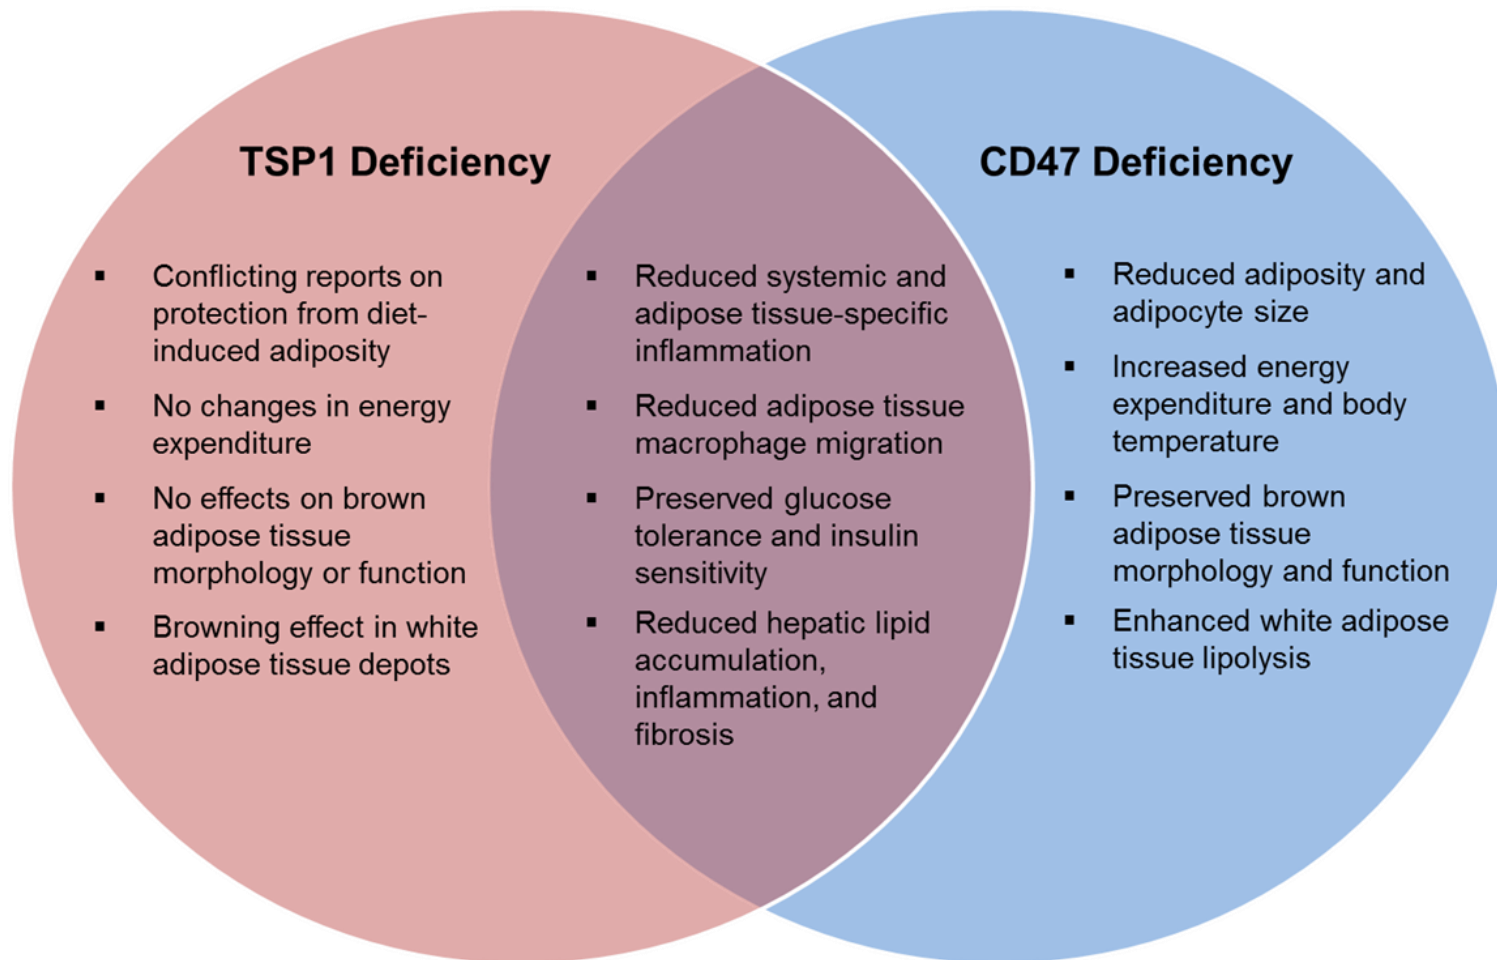 TSP1 Deficiency
▪ Conflicting reports on
protection from diet-
induced adiposity
▪ No changes in energy
expenditure
▪ No effects on brown
adipose tissue
morphology or function
▪ Browning effect in white
adipose tissue depots
▪ Reduced systemic and
adipose tissue-specific
inflammation
▪ Reduced adipose tissue
macrophage migration
▪ Preserved glucose
tolerance and insulin
sensitivity
▪ Reduced hepatic lipid
accumulation,
inflammation, and
fibrosis
CD47 Deficiency
▪ Reduced adiposity and
adipocyte size
▪ Increased energy
expenditure and body
temperature
▪ Preserved brown
adipose tissue
morphology and function
▪ Enhanced white adipose
tissue lipolysis